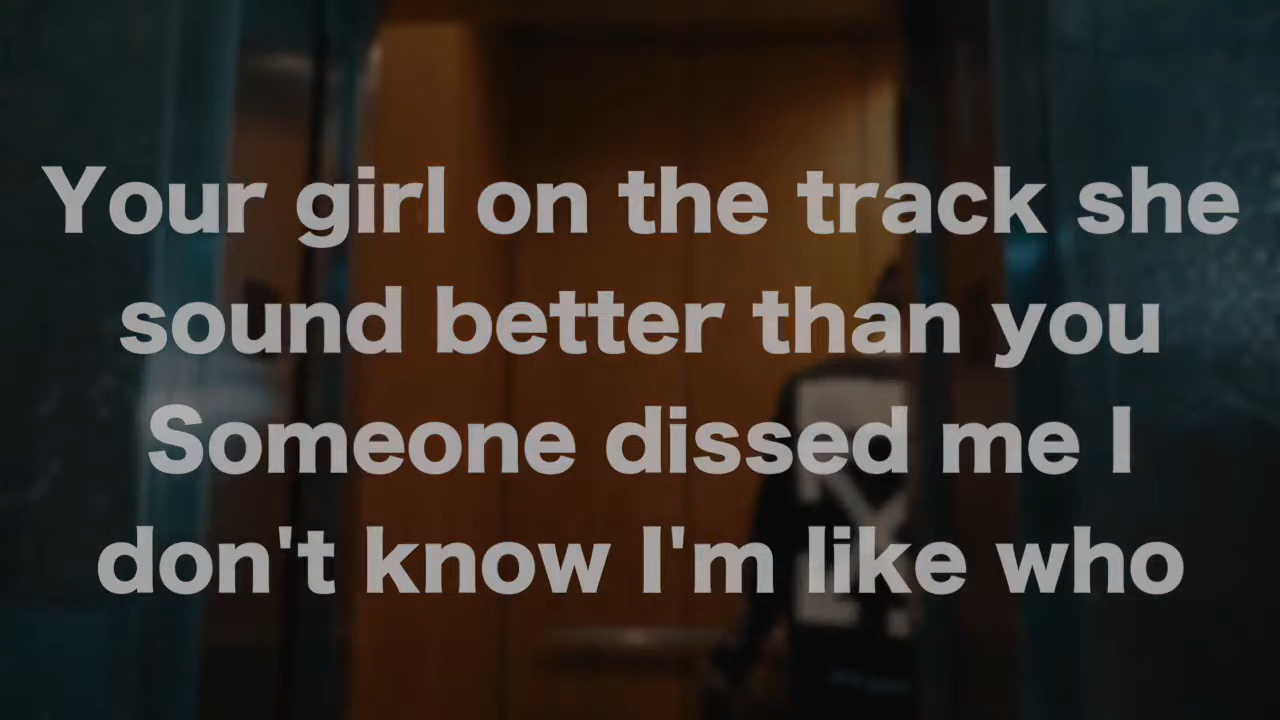 Your girl on the track she
sound better than you
Someone dissed me I
don't know I'm like who